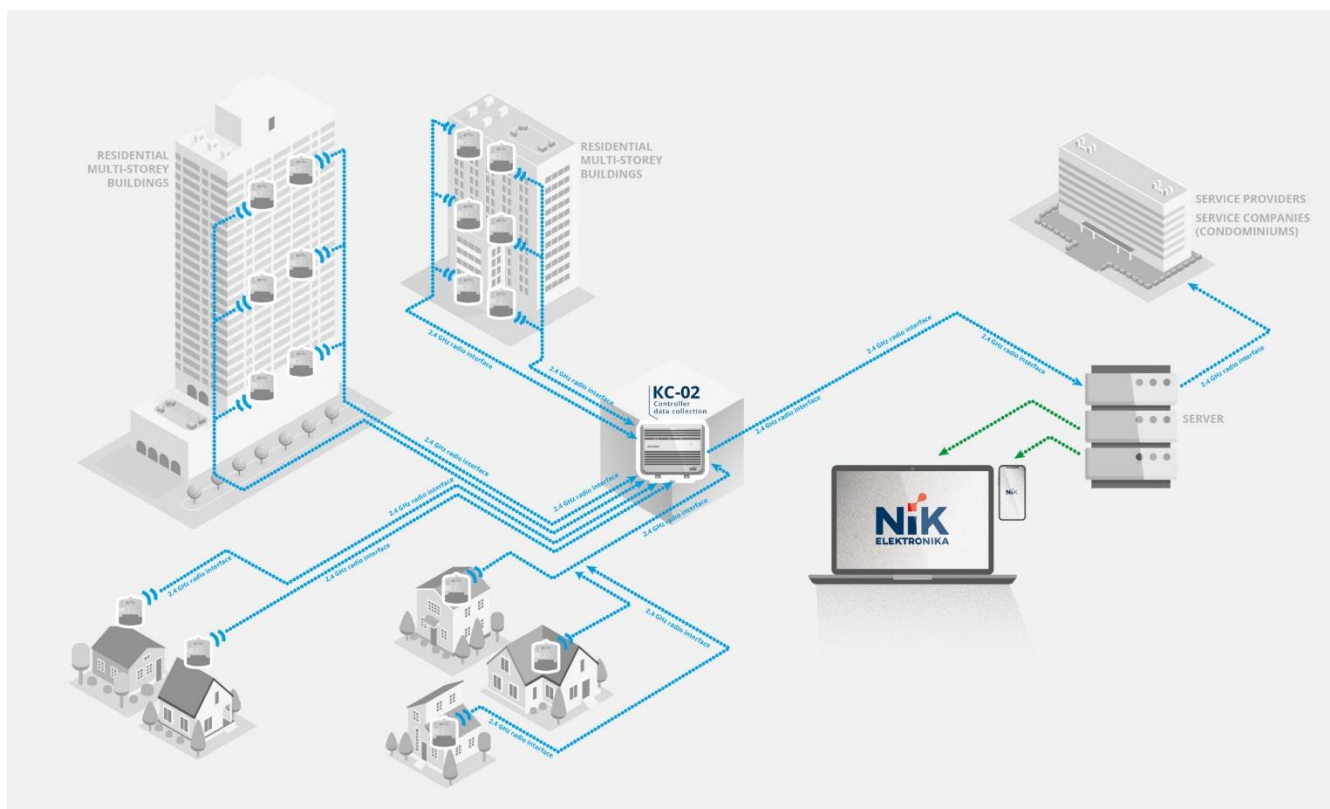 RESIDENTIAL
MULTI-STOREY
BUILDINGS
RESIDENTIAL
MULTI-STOREY
BUILDINGS
SERVICE PROVIDERS
SERVICE COMPANIES
(CONDOMINIUMS)
2.4 GHz radio interface
2.4 GHz radio interface
2.4 GHz radio interface
2.4 GHz radio interface
2.4 GHz radio interface
KC-02
Controller
data collection
SERVER
2.4 GHz radio interface
2.4 GHz radio interface
2.4 GHz radio interface
2.4 GHz radio interface
2.4 GHz radio interface
2.4 GHz radio interface
2.4 GHz radio interface
2.4 GHz radio interface
2.4 GHz radio interface
NiK
ELEKTRONIKA
NiK